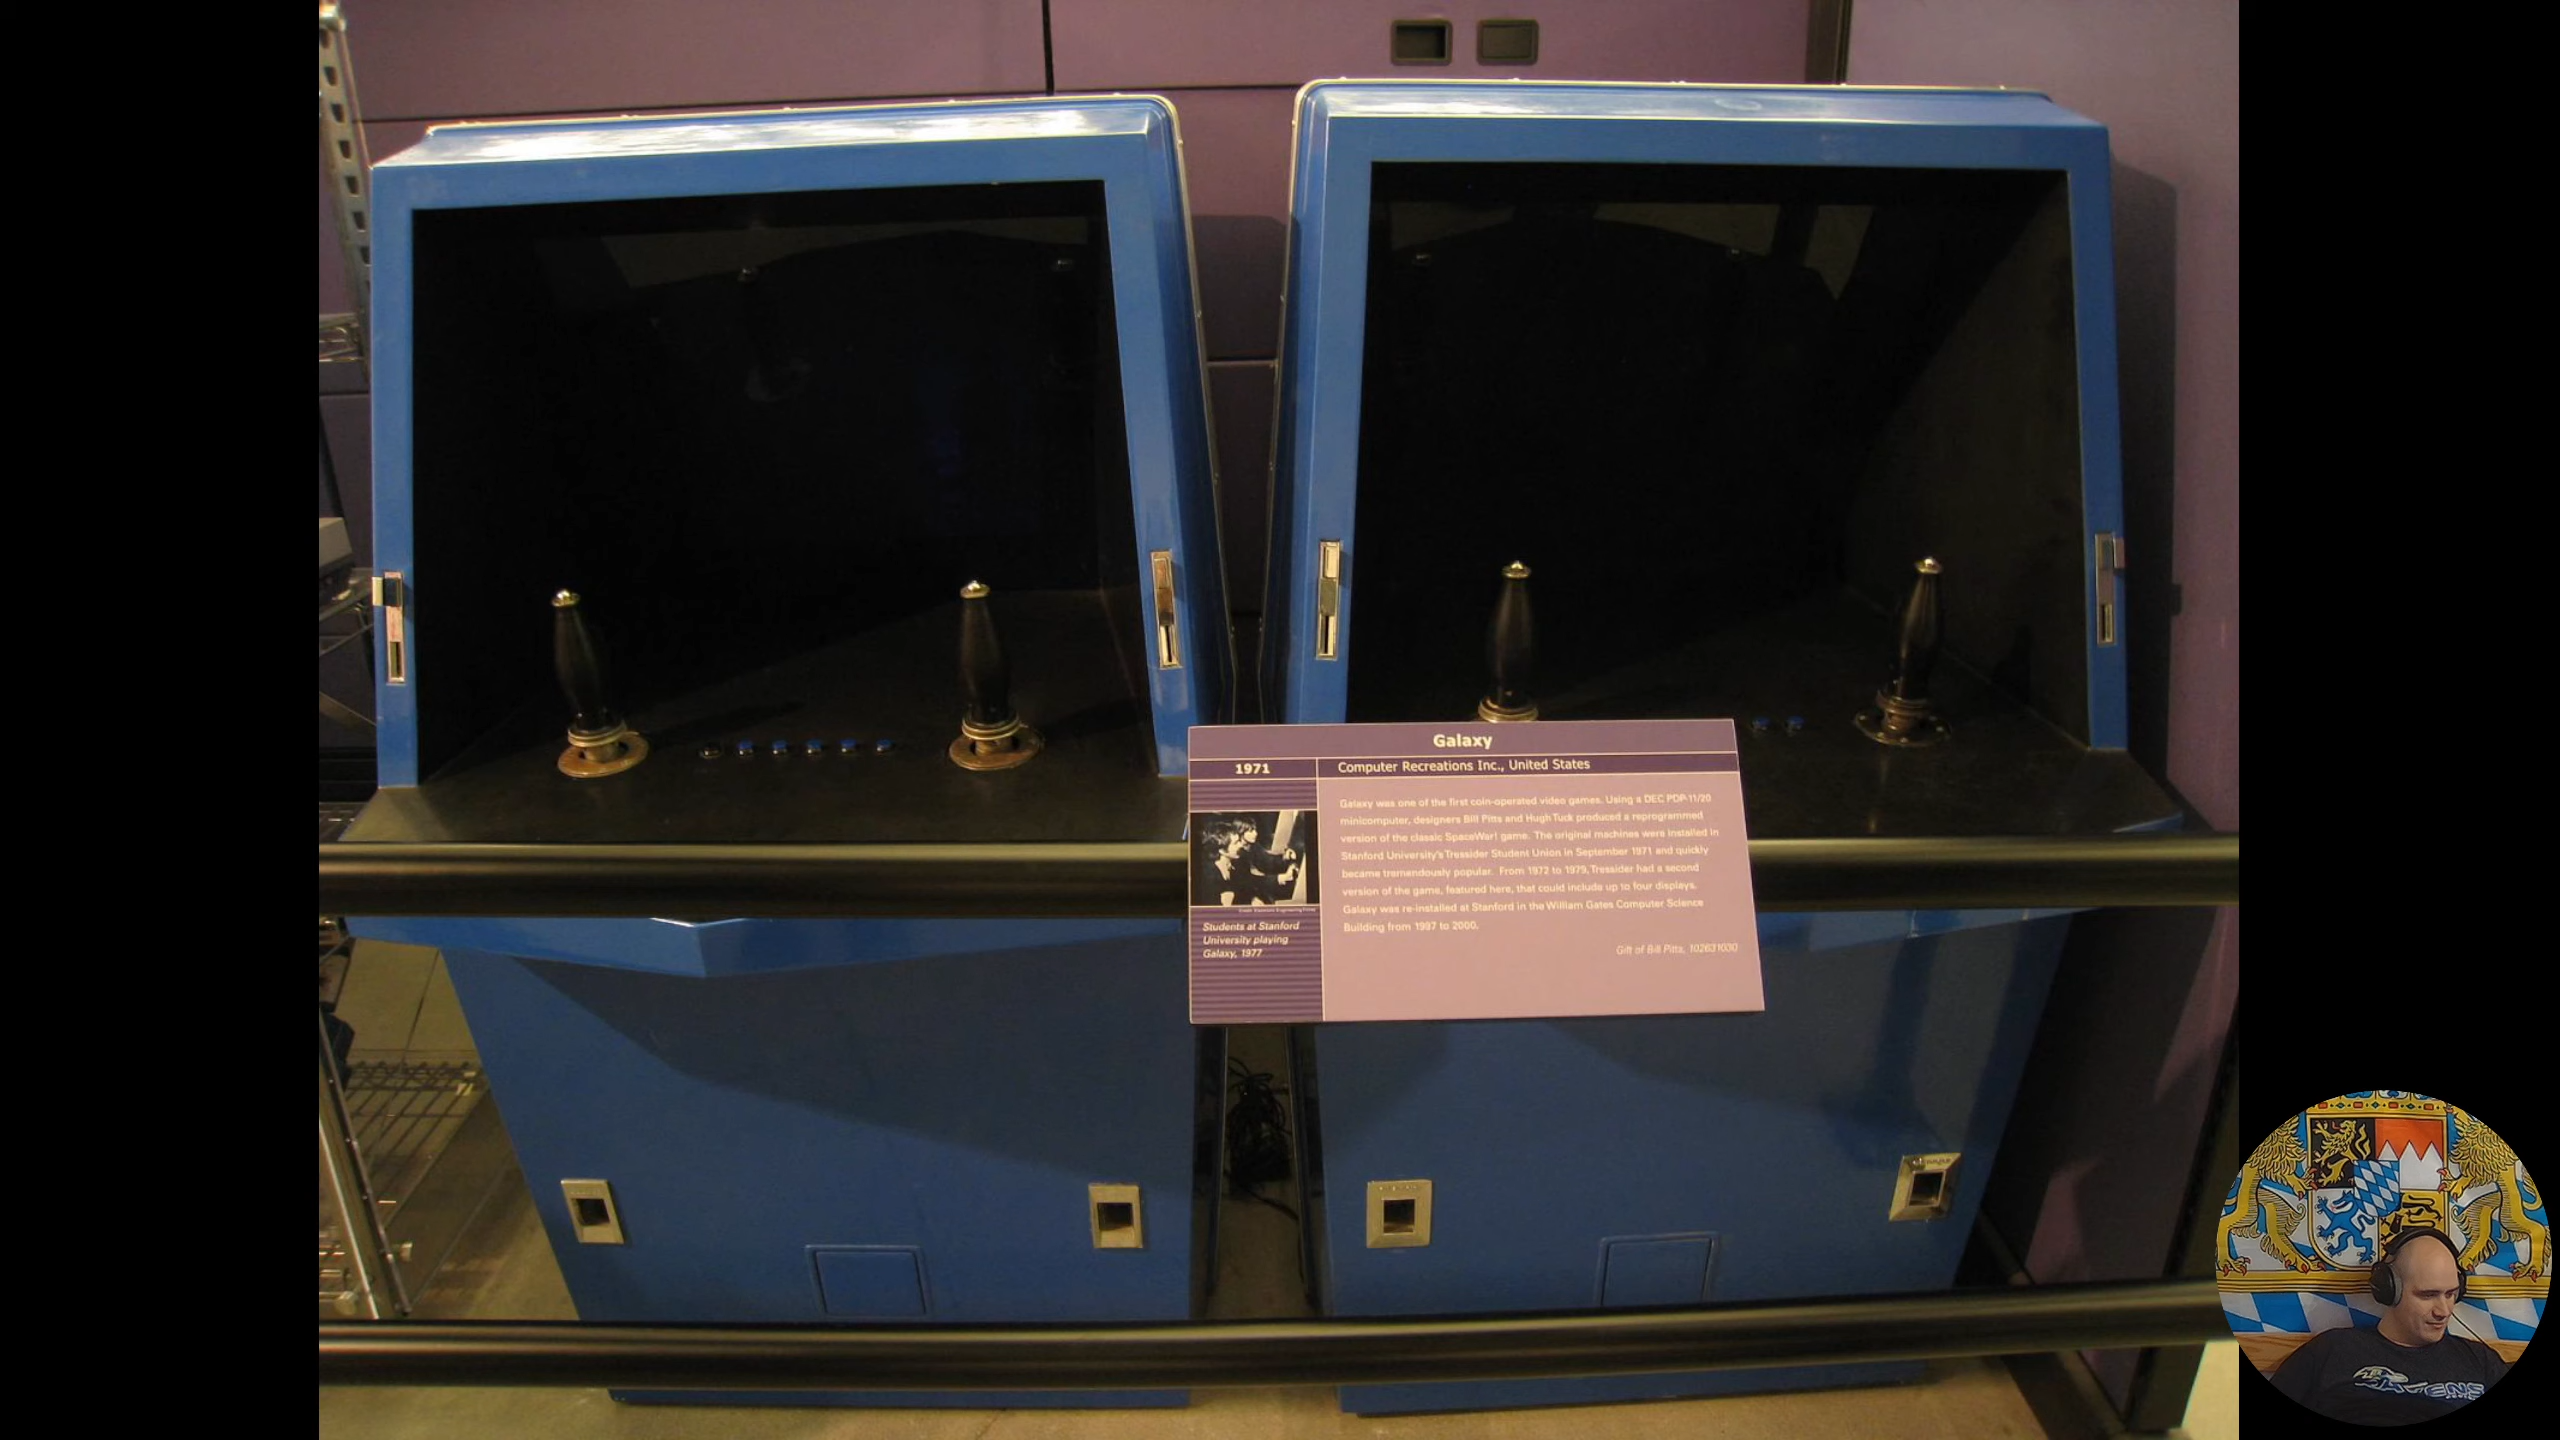 Galaxy
1971
Computer Recreations Inc., United States
Galaxy was one of the first coin-operated video games. Using a DEC PDP-11/20
minicomputer, designers Bill Pitts and Hugh Tuck produced a reprogrammed
version of the classic SpaceWar! game. The original machines were installed in
Stanford University's Tressider Student Union in September 1971 and quickly
became tremendously popular. From 1972 to 1979, Tressider had a second
version of the game, featured here, that could include up to four displays.
Galaxy was re-installed at Stanford in the William Gates Computer Science
Building from 1997 to 2000.
Gift of Bill Pitts, 102631030
Students at Stanford
University playing
Galaxy, 1977
RAVENS